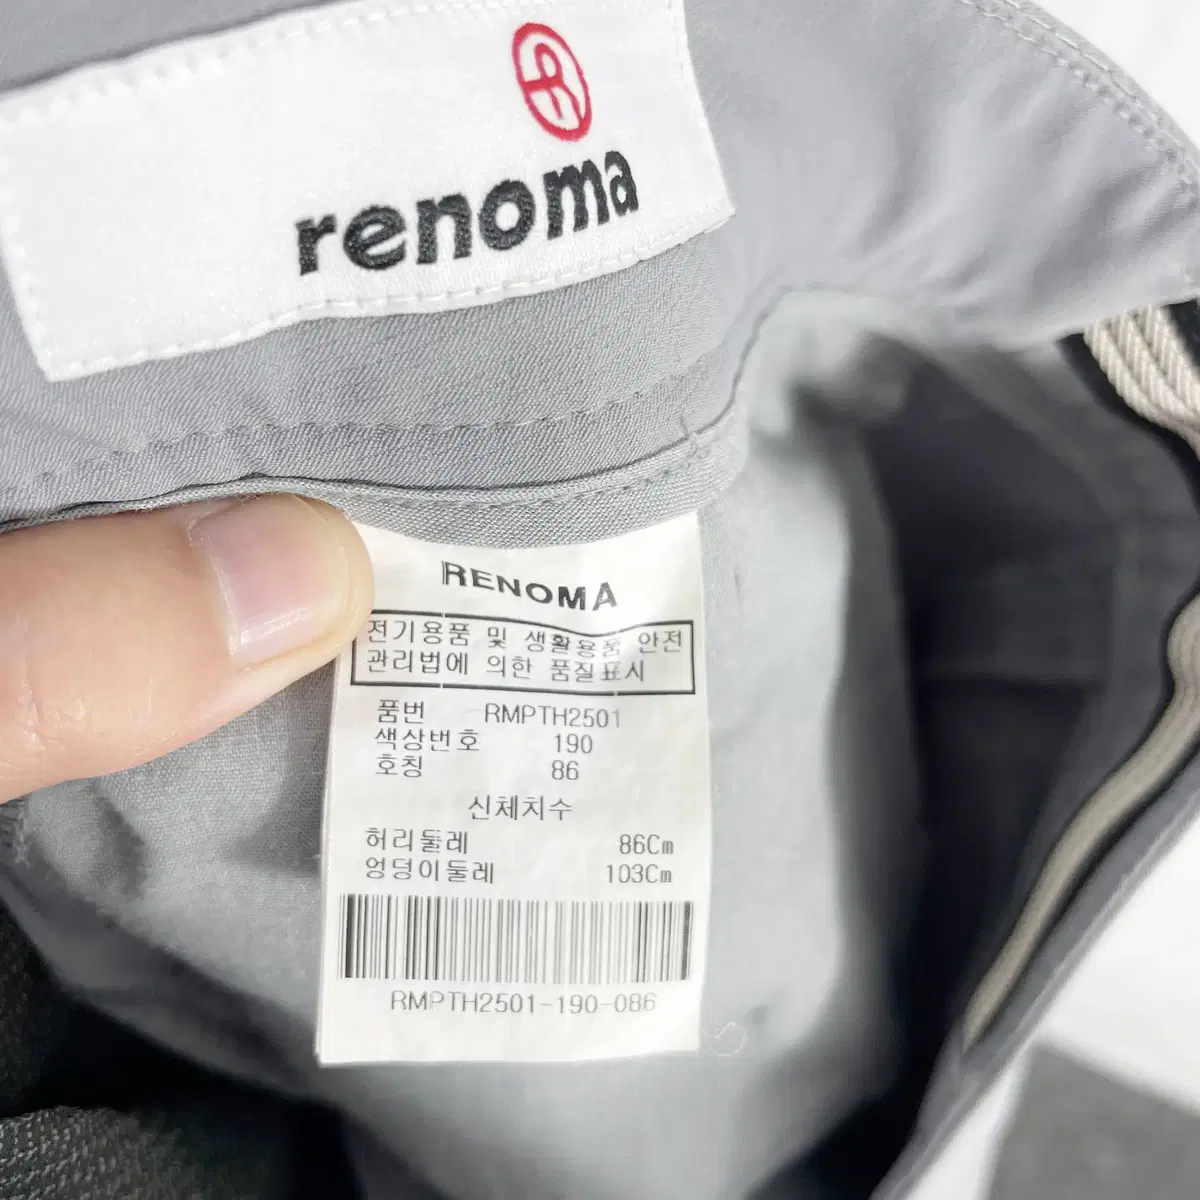 renoma
RENOMA
전기용품 및 생활용품 안전
관리법에 의한 품질표시
품번 RMPTH2501
색상번호 190
호칭 86
신체치수
허리둘레 86Cm
엉덩이둘레 103Cm
RMPTH2501-190-086